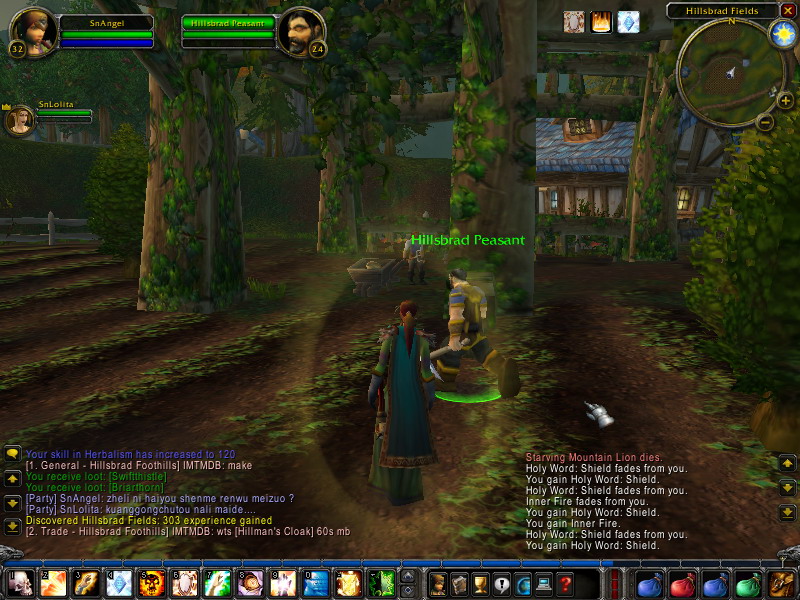 SnAngel
32
Hillsbrad Peasant
24
Hillsbrad Fields
N
SnLolita
Hillsbrad Peasant
Your skill in Herbalism has increased to 120
[1. General - Hillsbrad Foothills] IMTMDB: make
You receive loot: [Swiftthistle]
You receive loot: [Briarthorn]
[Party] SnAngel: zheli ni haiyou shenme renwu meizuo ?
[Party] SnLolita: kuanggongchutou nali maide....
Discovered Hillsbrad Fields: 303 experience gained
[2. Trade - Hillsbrad Foothills] IMTMDB: wts [Hillman's Cloak] 60s mb
Starving Mountain Lion dies.
Holy Word: Shield fades from you.
You gain Holy Word: Shield.
Holy Word: Shield fades from you.
Inner Fire fades from you.
You gain Holy Word: Shield.
You gain Inner Fire.
Holy Word: Shield fades from you.
You gain Holy Word: Shield.